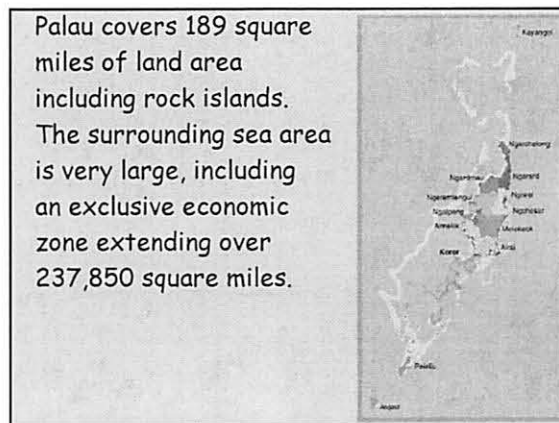 Palau covers 189 square
miles of land area
including rock islands.
The surrounding sea area
is very large, including
an exclusive economic
zone extending over
237,850 square miles.
Kayangel
Ngarchelong
Ngardmau
Ngaraard
Ngaremlengui
Ngiwal
Ngatpang
Ngchesar
Aimeliik
Melekeok
Airai
Koror
Peleliu
Angaur